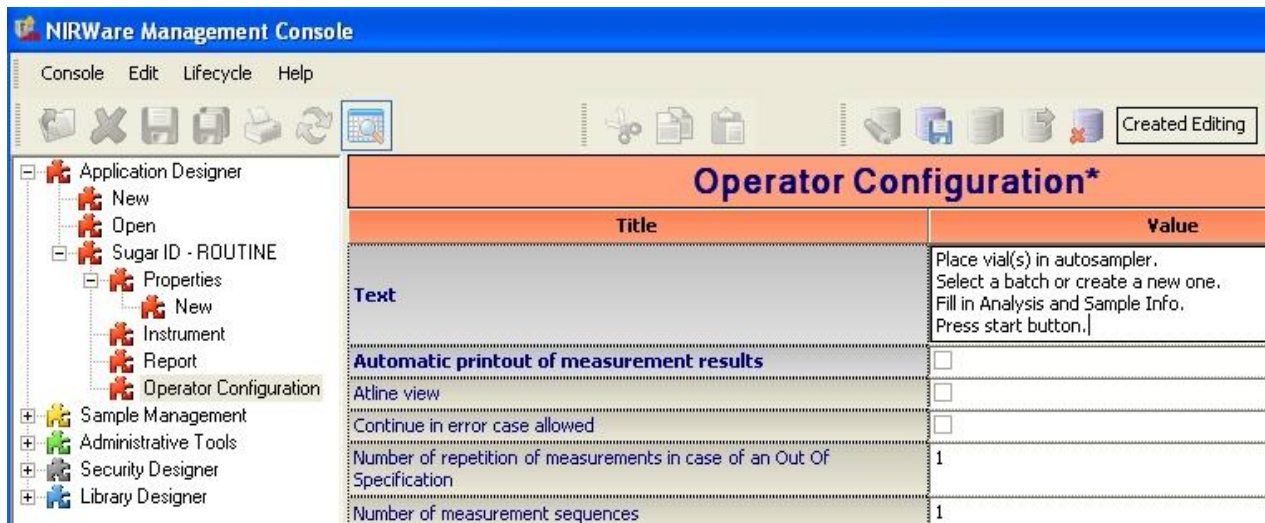 NIRWare Management Console
Console Edit Lifecycle Help
Created Editing
Application Designer
New
Open
Sugar ID - ROUTINE
Properties
New
Instrument
Report
Operator Configuration
Sample Management
Administrative Tools
Security Designer
Library Designer
Operator Configuration*
Title Value
Text
Place vial(s) in autosampler.
Select a batch or create a new one.
Fill in Analysis and Sample Info.
Press start button.
Automatic printout of measurement results
Atline view
Continue in error case allowed
Number of repetition of measurements in case of an Out Of
Specification
1
Number of measurement sequences 1